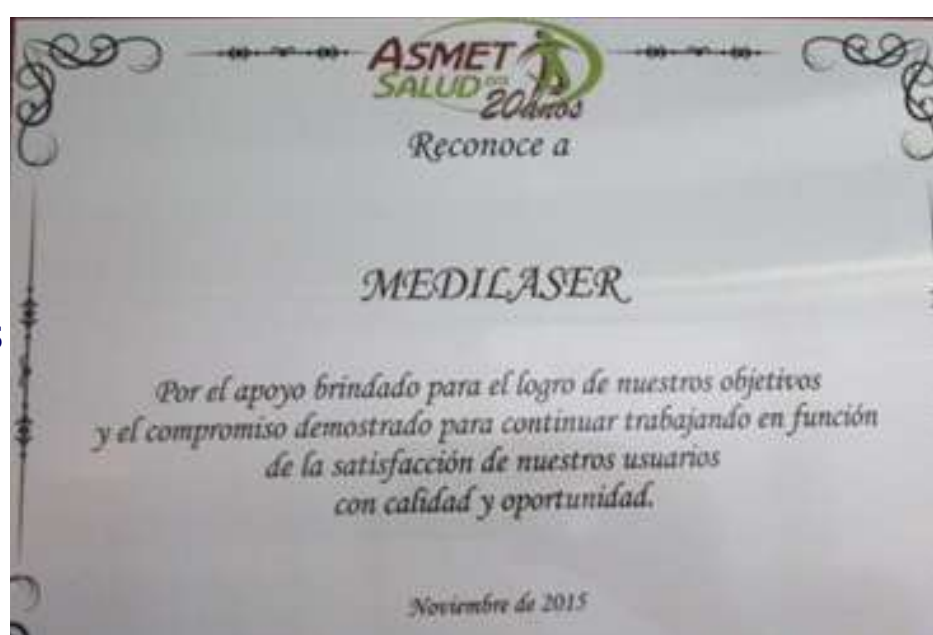 ASMET
SALUD
20años
Reconoce a
MEDILASER
Por el apoyo brindado para el logro de nuestros objetivos
y el compromiso demostrado para continuar trabajando en función
de la satisfacción de nuestros usuarios
con calidad y oportunidad.
Noviembre de 2015